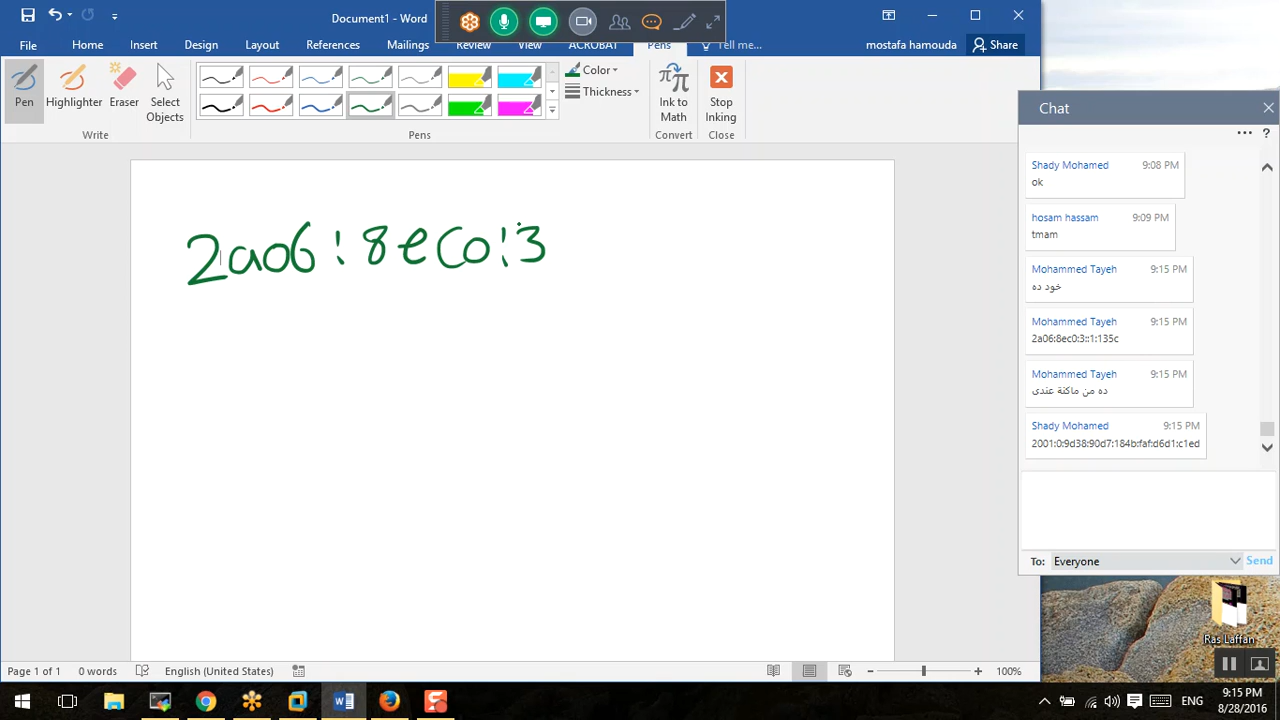 Document1 - Word
File
Home
Insert
Design
Layout
References
Mailings
Review
View
ACROBAT
Pens
Tell me...
mostafa hamouda
Share
Pen
Highlighter
Eraser
Select
Objects
Color
Thickness
Ink to
Math
Stop
Inking
Write
Pens
Convert
Close
2a06:8ec0:3
Chat
... ?
Shady Mohamed 9:08 PM
ok
hosam hassam 9:09 PM
tmam
Mohammed Tayeh 9:15 PM
خود ده
Mohammed Tayeh 9:15 PM
2a06:8ec0:3::1:135c
Mohammed Tayeh 9:15 PM
ده من ماكنة عندى
Shady Mohamed 9:15 PM
2001:0:9d38:90d7:184b:faf:d6d1:c1ed
To: Everyone Send
Ras Laffan
Page 1 of 1 0 words English (United States) 100%
ENG
9:15 PM
8/28/2016